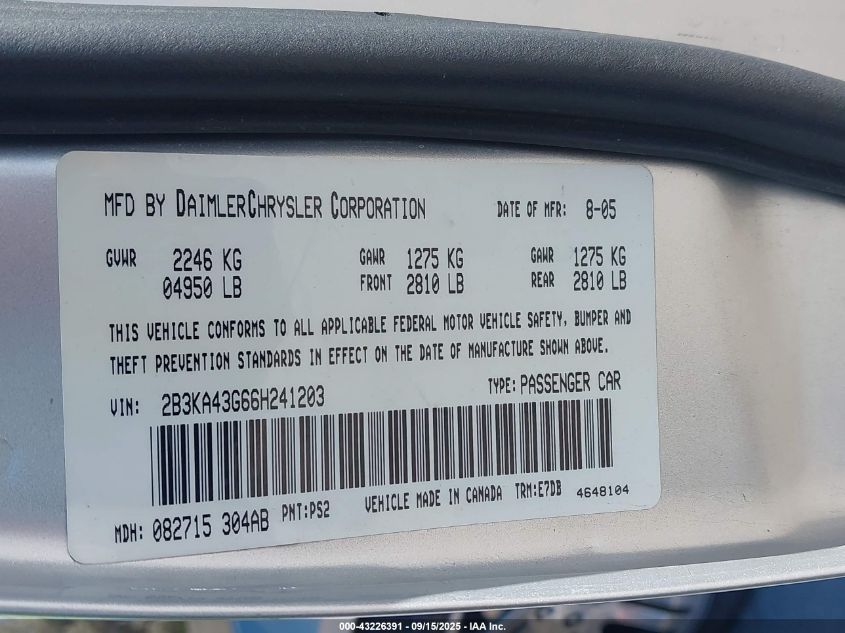 MFD BY DAIMLERCHRYSLER CORPORATION DATE OF MFR: 8-05
GVWR 2246 KG GAWR 1275 KG GAWR 1275 KG
04950 LB FRONT 2810 LB REAR 2810 LB
THIS VEHICLE CONFORMS TO ALL APPLICABLE FEDERAL MOTOR VEHICLE SAFETY, BUMPER AND
THEFT PREVENTION STANDARDS IN EFFECT ON THE DATE OF MANUFACTURE SHOWN ABOVE.
VIN: 2B3KA43G66H241203 TYPE: PASSENGER CAR
MDH: 082715 304AB PNT:PS2 VEHICLE MADE IN CANADA TRM:E7DB 4648104
000-43226391 - 09/15/2025 - IAA Inc.